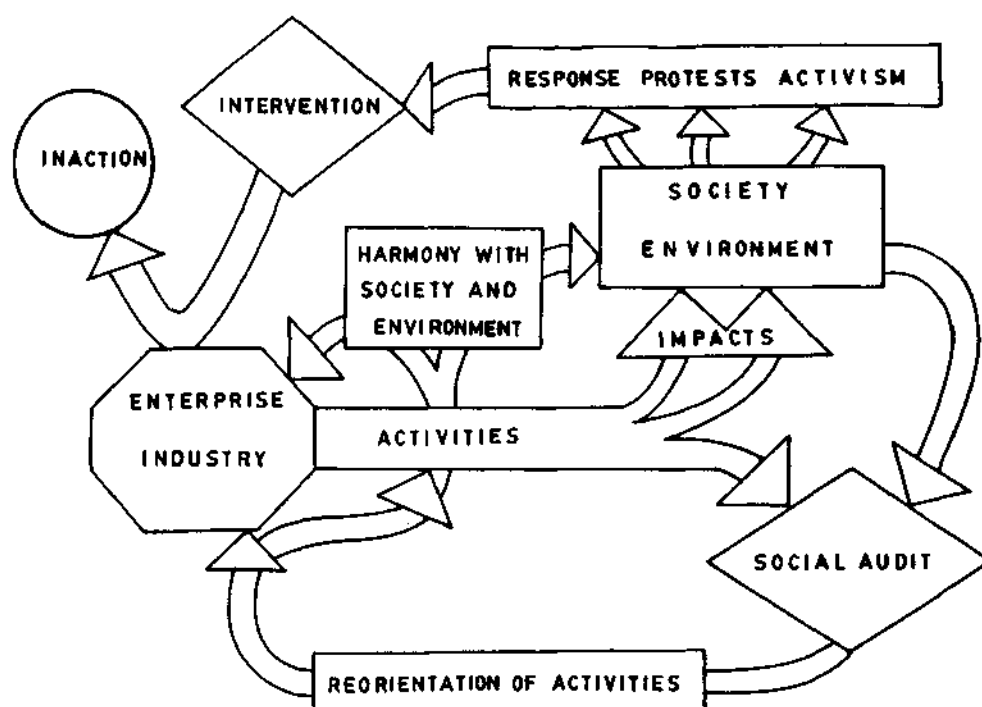 RESPONSE PROTESTS ACTIVISM
INTERVENTION
INACTION
SOCIETY
ENVIRONMENT
HARMONY WITH
SOCIETY AND
ENVIRONMENT
IMPACTS
ENTERPRISE
INDUSTRY
ACTIVITIES
SOCIAL AUDIT
REORIENTATION OF ACTIVITIES